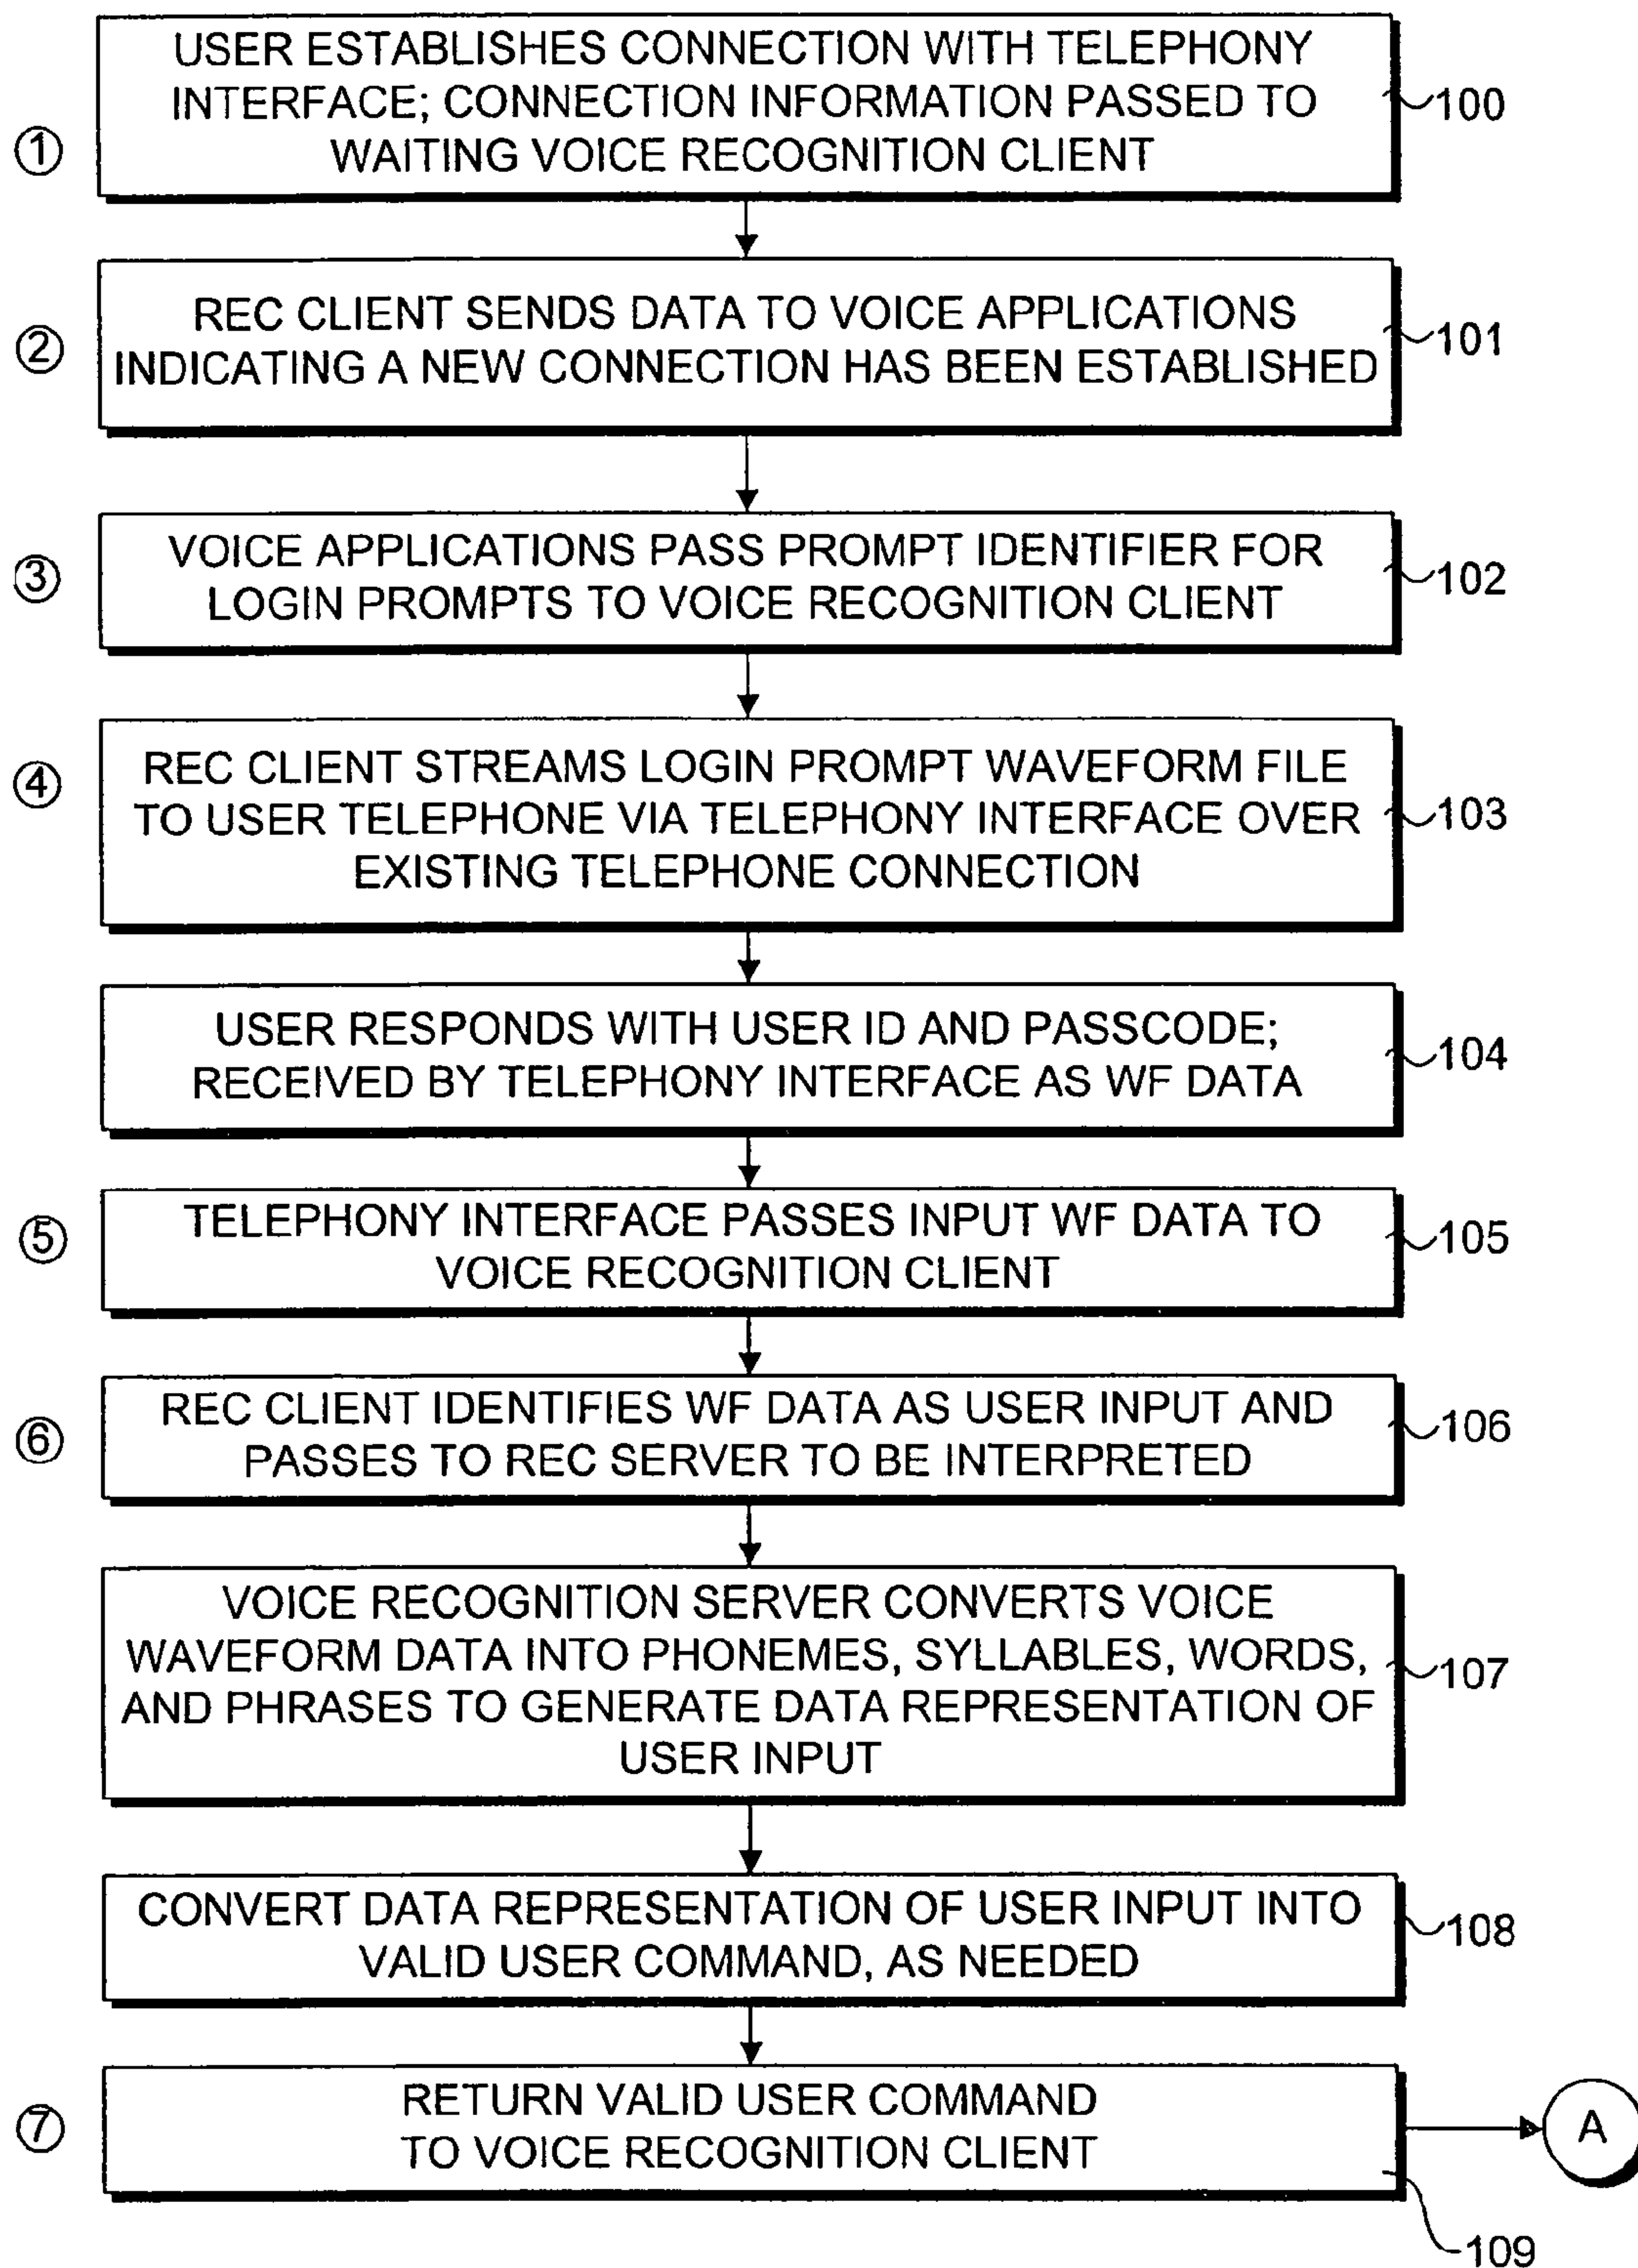 USER ESTABLISHES CONNECTION WITH TELEPHONY
INTERFACE; CONNECTION INFORMATION PASSED TO
WAITING VOICE RECOGNITION CLIENT
100
①
REC CLIENT SENDS DATA TO VOICE APPLICATIONS
INDICATING A NEW CONNECTION HAS BEEN ESTABLISHED
101
②
VOICE APPLICATIONS PASS PROMPT IDENTIFIER FOR
LOGIN PROMPTS TO VOICE RECOGNITION CLIENT
102
③
REC CLIENT STREAMS LOGIN PROMPT WAVEFORM FILE
TO USER TELEPHONE VIA TELEPHONY INTERFACE OVER
EXISTING TELEPHONE CONNECTION
103
④
USER RESPONDS WITH USER ID AND PASSCODE;
RECEIVED BY TELEPHONY INTERFACE AS WF DATA
104
TELEPHONY INTERFACE PASSES INPUT WF DATA TO
VOICE RECOGNITION CLIENT
105
⑤
REC CLIENT IDENTIFIES WF DATA AS USER INPUT AND
PASSES TO REC SERVER TO BE INTERPRETED
106
⑥
VOICE RECOGNITION SERVER CONVERTS VOICE
WAVEFORM DATA INTO PHONEMES, SYLLABLES, WORDS,
AND PHRASES TO GENERATE DATA REPRESENTATION OF
USER INPUT
107
CONVERT DATA REPRESENTATION OF USER INPUT INTO
VALID USER COMMAND, AS NEEDED
108
RETURN VALID USER COMMAND
TO VOICE RECOGNITION CLIENT
109
⑦
A